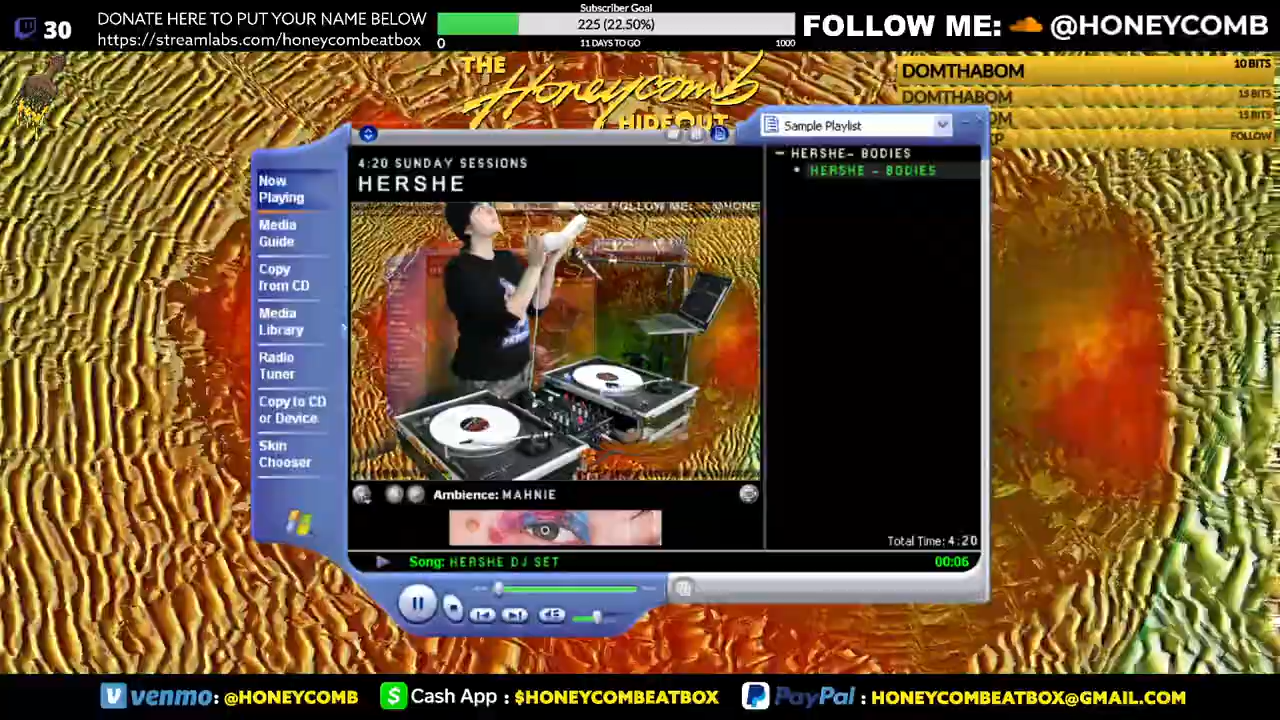 30
DONATE HERE TO PUT YOUR NAME BELOW
https://streamlabs.com/honeycombeatbox
Subscriber Goal
225 (22.50%)
0
11 DAYS TO GO
1000
FOLLOW ME: @HONEYCOMB
THE
Honeycomb
HIDEOUT
DOMTHABOM
10 BITS
DOMTHABOM
15 BITS
15 BITS
FOLLOW
Sample Playlist
HERSHE- BODIES
HERSHE - BODIES
4:20 SUNDAY SESSIONS
HERSHE
Now
Playing
Media
Guide
Copy
from CD
Media
Library
Radio
Tuner
Copy to CD
or Device
Skin
Chooser
Ambience: MAHNIE
Total Time: 4:20
Song: HERSHE DJ SET
00:06
venmo: @HONEYCOMB
Cash App : $HONEYCOMBEATBOX
PayPal : HONEYCOMBEATBOX@GMAIL.COM